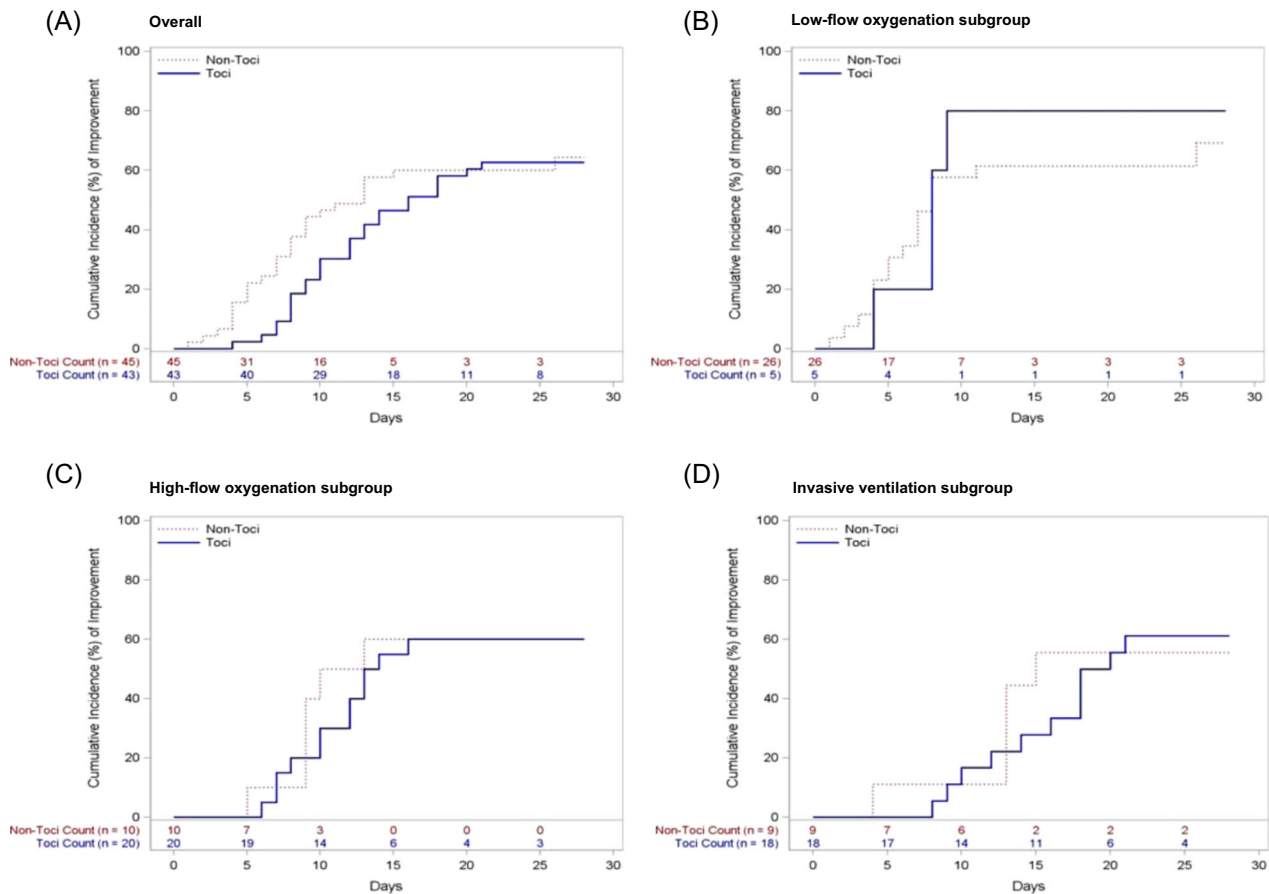 (A)
Overall
Cumulative Incidence (%) of Improvement
100
80
60
40
20
0
Non-Toci
Toci
Non-Toci Count (n = 45) 45 31 16 5 3 3
Toci Count (n = 43) 43 40 29 18 11 8
0 5 10 15 20 25 30
Days
(B)
Low-flow oxygenation subgroup
Cumulative Incidence (%) of Improvement
100
80
60
40
20
0
Non-Toci
Toci
Non-Toci Count (n = 26) 26 17 7 3 3 3
Toci Count (n = 5) 5 4 1 1 1 1
0 5 10 15 20 25 30
Days
(C)
High-flow oxygenation subgroup
Cumulative Incidence (%) of Improvement
100
80
60
40
20
0
Non-Toci
Toci
Non-Toci Count (n = 10) 10 7 3 0 0 0
Toci Count (n = 20) 20 19 14 6 4 3
0 5 10 15 20 25 30
Days
(D)
Invasive ventilation subgroup
Cumulative Incidence (%) of Improvement
100
80
60
40
20
0
Non-Toci
Toci
Non-Toci Count (n = 9) 9 7 6 2 2 2
Toci Count (n = 18) 18 17 14 11 6 4
0 5 10 15 20 25 30
Days